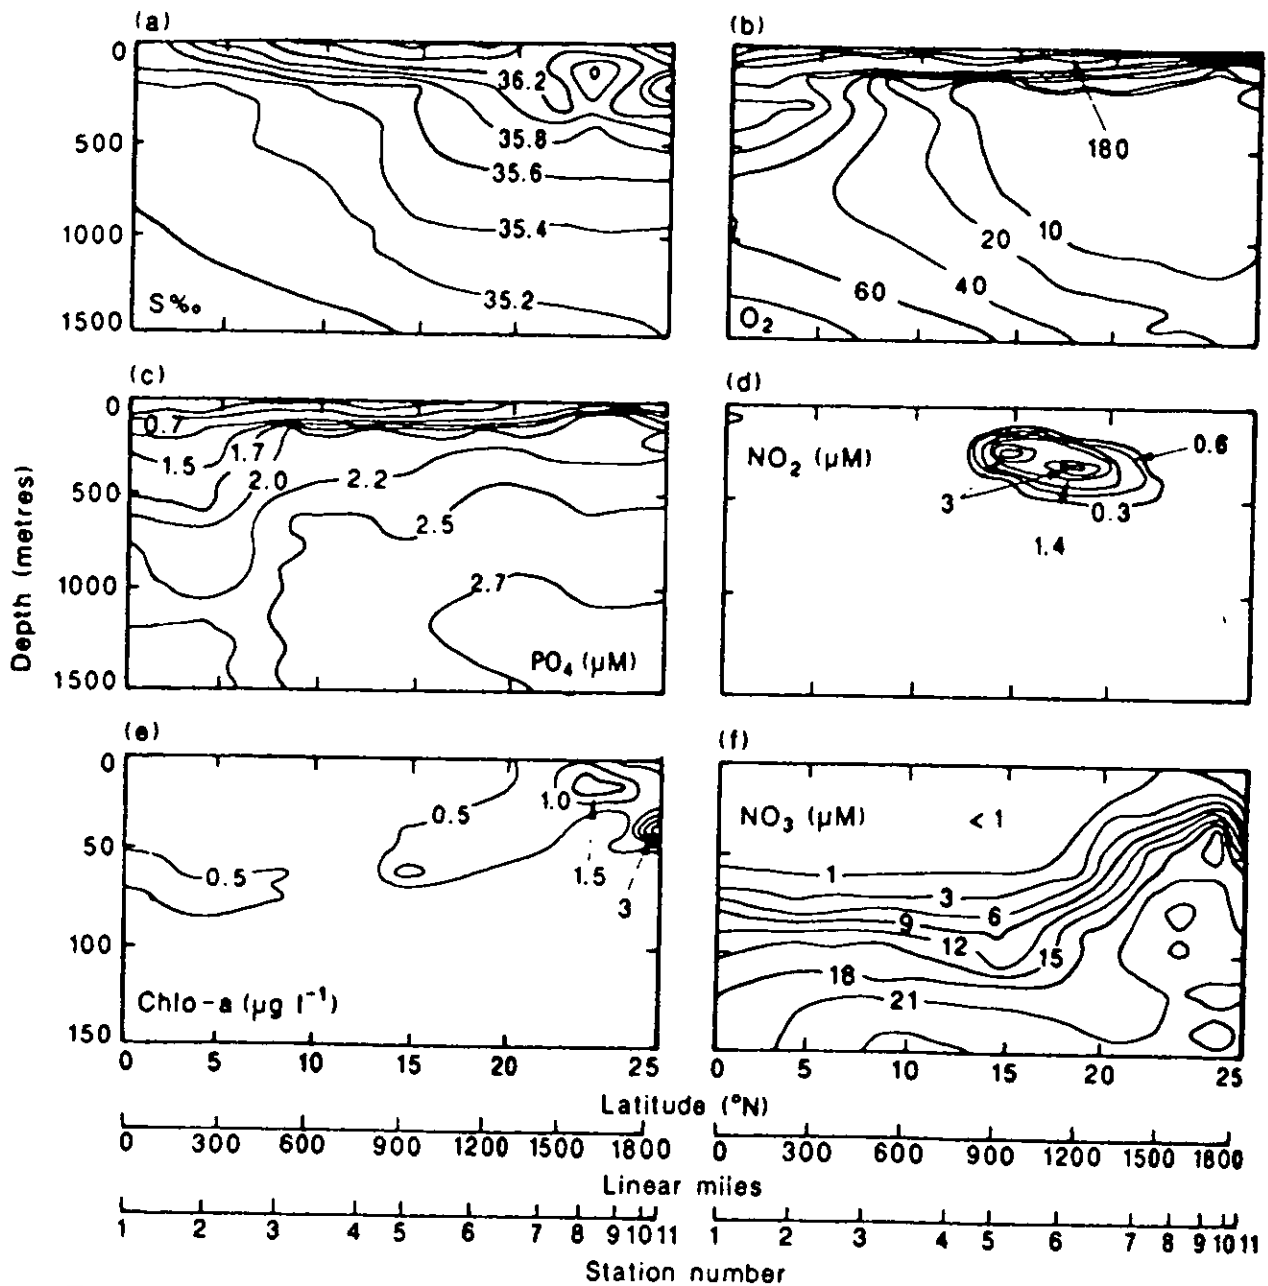 (a)
0
500
1000
1500
36.2
35.8
35.6
35.4
35.2
S‰
(b)
180
10
20
40
60
O₂
(c)
0
500
1000
1500
0.7
1.5
1.7
2.0
2.2
2.5
2.7
PO₄ (µM)
Depth (metres)
(d)
NO₂ (µM)
0.6
3
0.3
1.4
(e)
0
50
100
150
0.5
0.5
1.0
1.5
3
Chlo-a (µg l⁻¹)
0 5 10 15 20 25
(f)
NO₃ (µM)
< 1
1
3
6
9
12
15
18
21
0 5 10 15 20 25
Latitude (°N)
0 300 600 900 1200 1500 1800
0 300 600 900 1200 1500 1800
Linear miles
1 2 3 4 5 6 7 8 9 10 11
1 2 3 4 5 6 7 8 9 10 11
Station number